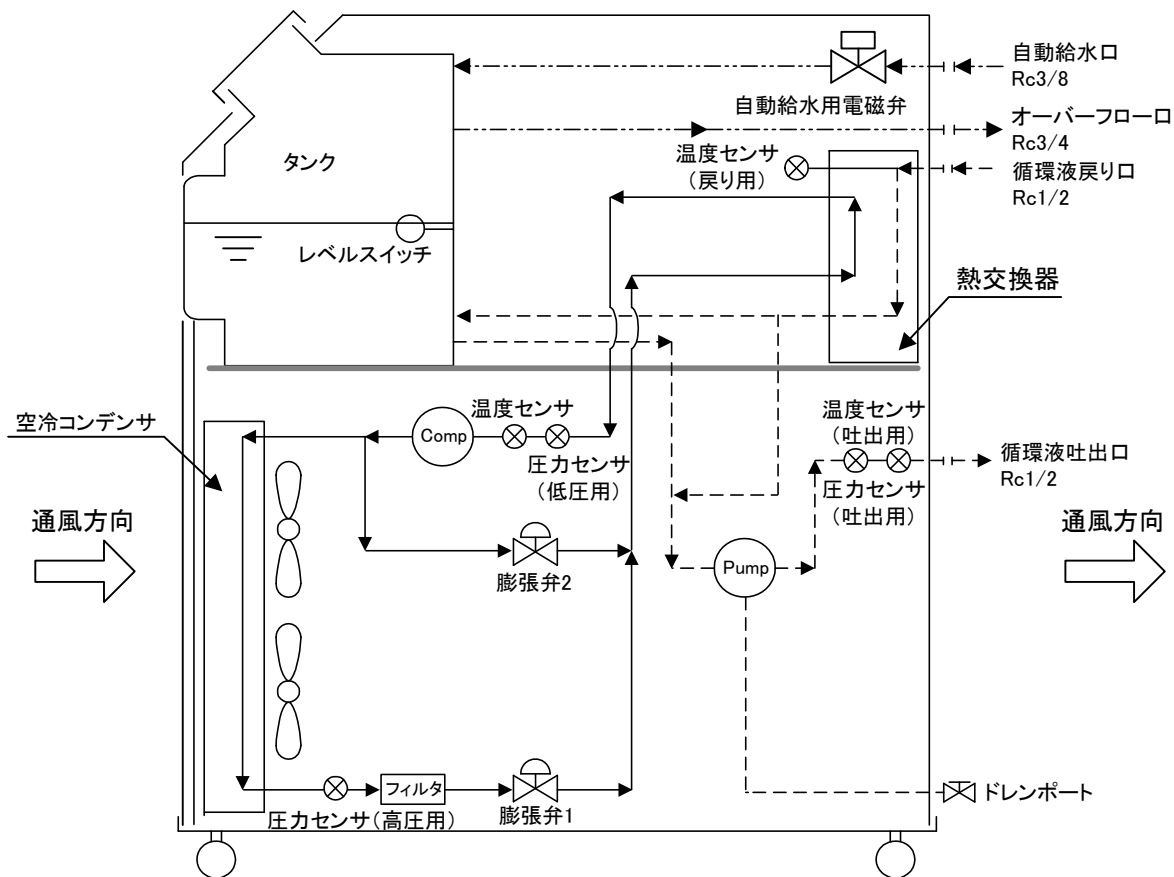 自動給水口
Rc3/8
自動給水用電磁弁
オーバーフロー口
Rc3/4
タンク
温度センサ
(戻り用)
循環液戻り口
Rc1/2
レベルスイッチ
熱交換器
空冷コンデンサ
Comp
温度センサ
圧力センサ
(低圧用)
温度センサ
(吐出用)
圧力センサ
(吐出用)
循環液吐出口
Rc1/2
通風方向
通風方向
膨張弁2
Pump
フィルタ
圧力センサ(高圧用)
膨張弁1
ドレンポート